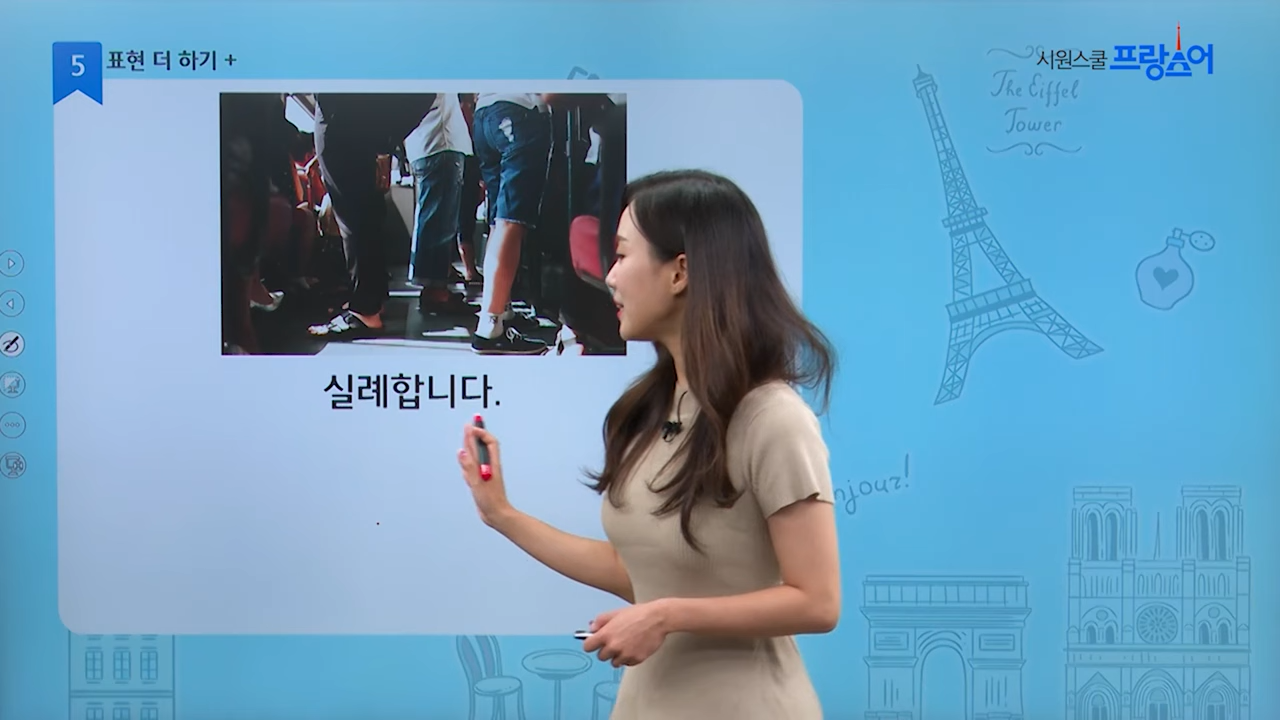 5 표현 더 하기 +
시원스쿨 프랑스어
The Eiffel
Tower
실례합니다.
njour!